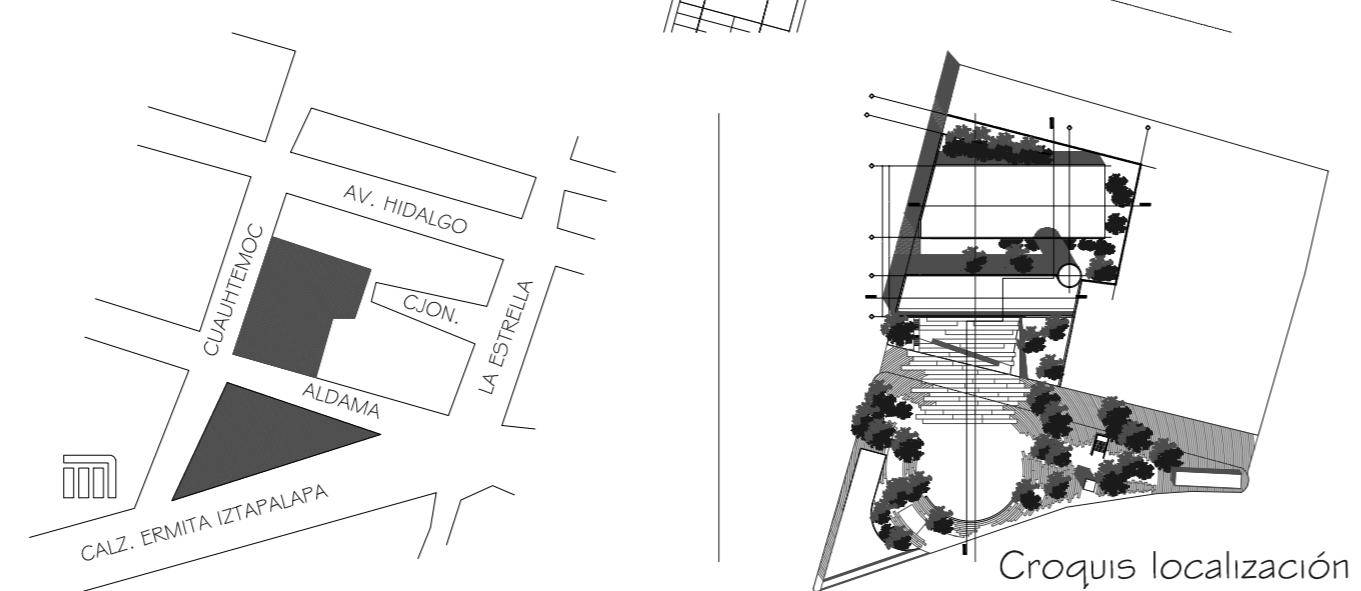 AV. HIDALGO
CUAUHTEMOC
CJON.
LA ESTRELLA
ALDAMA
CALZ. ERMITA IZTAPALAPA
Croquis localización